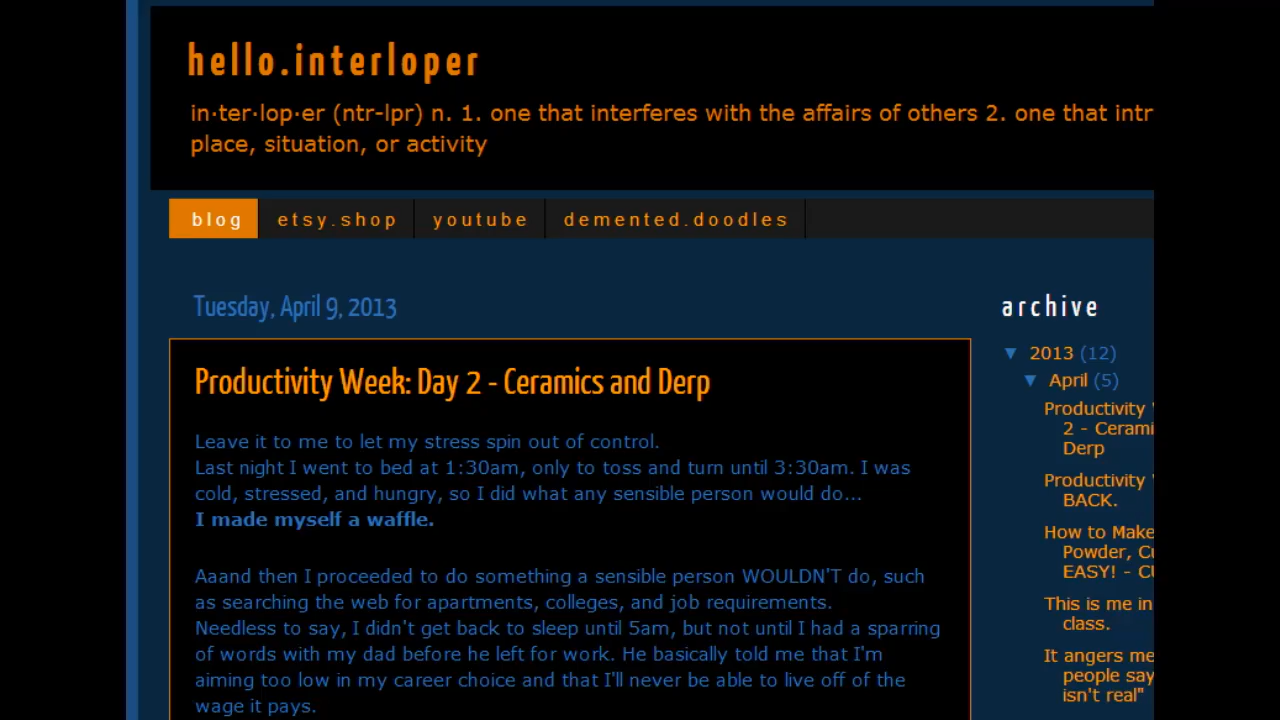 hello.interloper
in·ter·lop·er (ntr-lpr) n. 1. one that interferes with the affairs of others 2. one that intr
place, situation, or activity
blog etsy.shop youtube demented.doodles
Tuesday, April 9, 2013
Productivity Week: Day 2 - Ceramics and Derp
Leave it to me to let my stress spin out of control.
Last night I went to bed at 1:30am, only to toss and turn until 3:30am. I was
cold, stressed, and hungry, so I did what any sensible person would do...
I made myself a waffle.
Aaand then I proceeded to do something a sensible person WOULDN'T do, such
as searching the web for apartments, colleges, and job requirements.
Needless to say, I didn't get back to sleep until 5am, but not until I had a sparring
of words with my dad before he left for work. He basically told me that I'm
aiming too low in my career choice and that I'll never be able to live off of the
wage it pays.
archive
▼ 2013 (12)
▼ April (5)
Productivity
2 - Cerami
Derp
Productivity
BACK.
How to Make
Powder, Cu
EASY! - CU
This is me in
class.
It angers me
people say
isn't real"